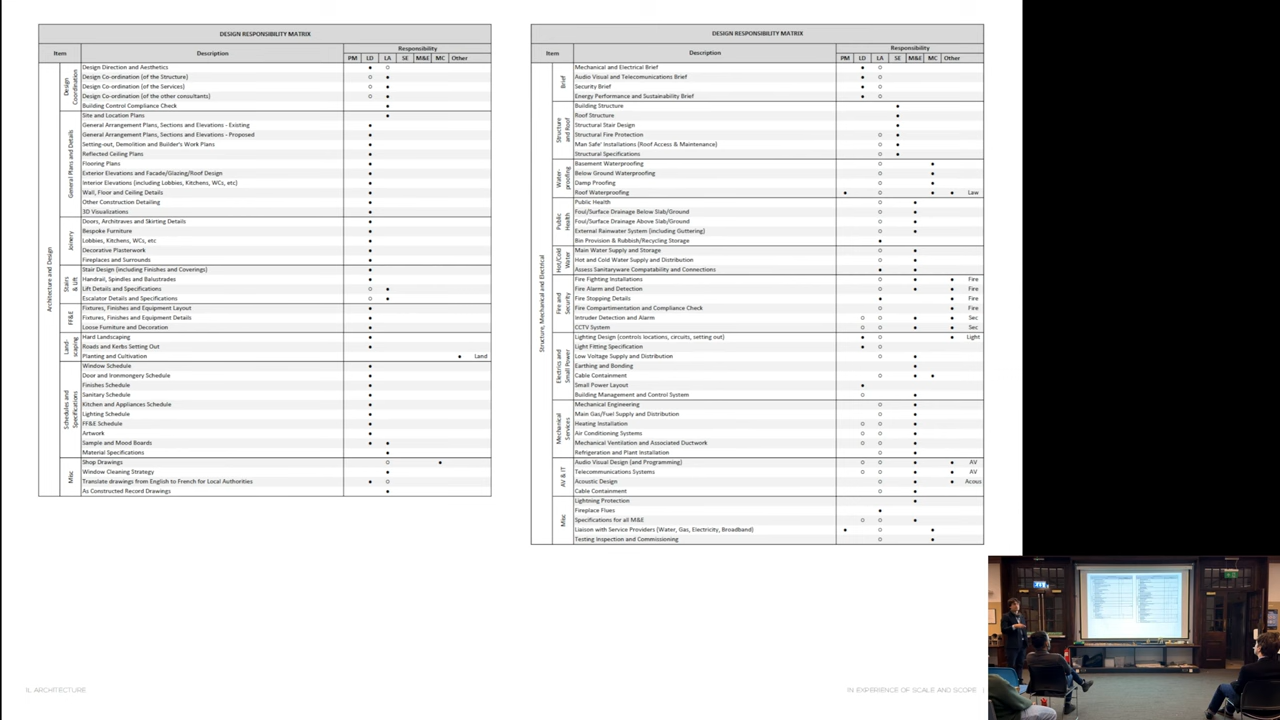 DESIGN RESPONSIBILITY MATRIX
Item Description Responsibility
PM LD LA SE M&E MC Other
Architecture and Design
Design Coordination
Design Direction and Aesthetics
Design Co-ordination (of the Structure)
Design Co-ordination (of the Services)
Design Co-ordination (of the other consultants)
Building Control Compliance Check
General Plans and Details
Site and Location Plans
General Arrangement Plans, Sections and Elevations - Existing
General Arrangement Plans, Sections and Elevations - Proposed
Setting-out, Demolition and Builder's Work Plans
Reflected Ceiling Plans
Flooring Plans
Exterior Elevations and Facade/Glazing/Roof Design
Interior Elevations (including Lobbies, Kitchens, WCs, etc)
Wall, Floor and Ceiling Details
Other Construction Detailing
3D Visualizations
Joinery
Doors, Architraves and Skirting Details
Bespoke Furniture
Lobbies, Kitchens, WCs, etc
Decorative Plasterwork
Fireplaces and Surrounds
Stairs & Lift
Stair Design (including Finishes and Coverings)
Handrail, Spindles and Balustrades
Lift Details and Specifications
Escalator Details and Specifications
FF&E
Fixtures, Finishes and Equipment Layout
Fixtures, Finishes and Equipment Details
Loose Furniture and Decoration
Land-scaping
Hard Landscaping
Roads and Kerbs Setting Out
Planting and Cultivation Land
Schedules and Specifications
Window Schedule
Door and Ironmongery Schedule
Finishes Schedule
Sanitary Schedule
Kitchen and Appliances Schedule
Lighting Schedule
FF&E Schedule
Artwork
Sample and Mood Boards
Material Specifications
Misc
Shop Drawings
Window Cleaning Strategy
Translate drawings from English to French for Local Authorities
As Constructed Record Drawings
DESIGN RESPONSIBILITY MATRIX
Item Description Responsibility
PM LD LA SE M&E MC Other
Structure, Mechanical and Electrical
Brief
Mechanical and Electrical Brief
Audio Visual and Telecommunications Brief
Security Brief
Energy Performance and Sustainability Brief
Structure and Roof
Building Structure
Roof Structure
Structural Stair Design
Structural Fire Protection
Man Safe' Installations (Roof Access & Maintenance)
Structural Specifications
Water-proofing
Basement Waterproofing
Below Ground Waterproofing
Damp Proofing
Roof Waterproofing Law
Public Health
Public Health
Foul/Surface Drainage Below Slab/Ground
Foul/Surface Drainage Above Slab/Ground
External Rainwater System (including Guttering)
Bin Provision & Rubbish/Recycling Storage
Hot/Cold Water
Main Water Supply and Storage
Hot and Cold Water Supply and Distribution
Assess Sanitaryware Compatability and Connections
Fire and Security
Fire Fighting Installations Fire
Fire Alarm and Detection Fire
Fire Stopping Details Fire
Fire Compartimentation and Compliance Check Fire
Intruder Detection and Alarm Sec
CCTV System Sec
Electrics and Small Power
Lighting Design (controls locations, circuits, setting out) Light
Light Fitting Specification
Low Voltage Supply and Distribution
Earthing and Bonding
Cable Containment
Small Power Layout
Building Management and Control System
Mechanical Services
Mechanical Engineering
Main Gas/Fuel Supply and Distribution
Heating Installation
Air Conditioning Systems
Mechanical Ventilation and Associated Ductwork
Refrigeration and Plant Installation
AV & IT
Audio Visual Design (and Programming) AV
Telecommunications Systems AV
Acoustic Design Acous
Cable Containment
Misc
Lightning Protection
Fireplace Flues
Specifications for all M&E
Liaison with Service Providers (Water, Gas, Electricity, Broadband)
Testing Inspection and Commissioning
IL ARCHITECTURE
IN EXPERIENCE OF SCALE AND SCOPE |